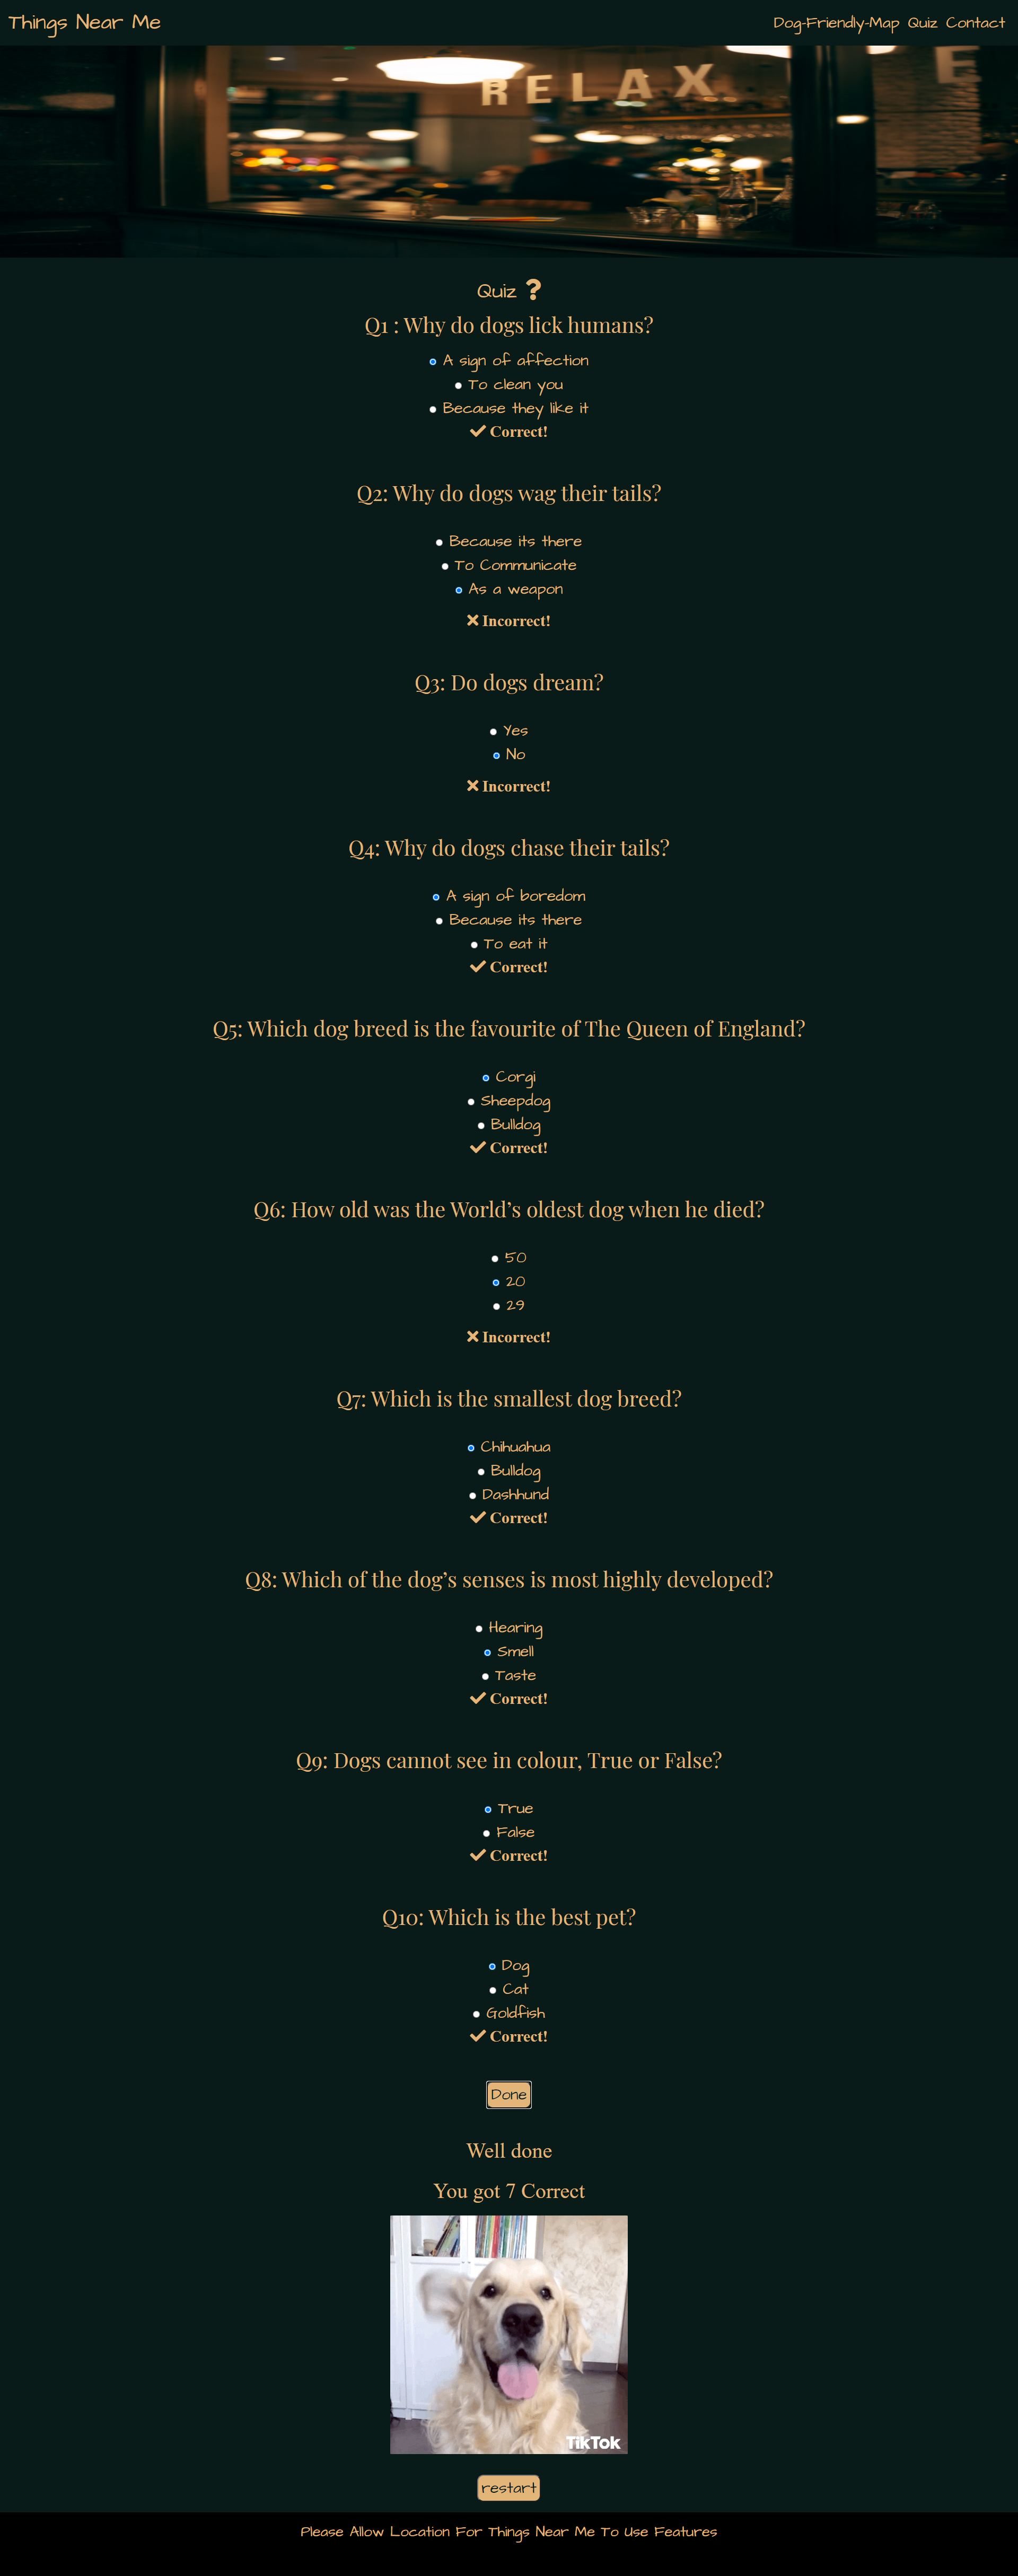 Things Near Me
Dog-Friendly-Map Quiz Contact
RELAX
E
Quiz ?
Q1 : Why do dogs lick humans?
A sign of affection
To clean you
Because they like it
Correct!
Q2: Why do dogs wag their tails?
Because its there
To Communicate
As a weapon
Incorrect!
Q3: Do dogs dream?
Yes
No
Incorrect!
Q4: Why do dogs chase their tails?
A sign of boredom
Because its there
To eat it
Correct!
Q5: Which dog breed is the favourite of The Queen of England?
Corgi
Sheepdog
Bulldog
Correct!
Q6: How old was the World’s oldest dog when he died?
50
20
29
Incorrect!
Q7: Which is the smallest dog breed?
Chihuahua
Bulldog
Dashhund
Correct!
Q8: Which of the dog’s senses is most highly developed?
Hearing
Smell
Taste
Correct!
Q9: Dogs cannot see in colour, True or False?
True
False
Correct!
Q10: Which is the best pet?
Dog
Cat
Goldfish
Correct!
Done
Well done
You got 7 Correct
TikTok
restart
Please Allow Location For Things Near Me To Use Features